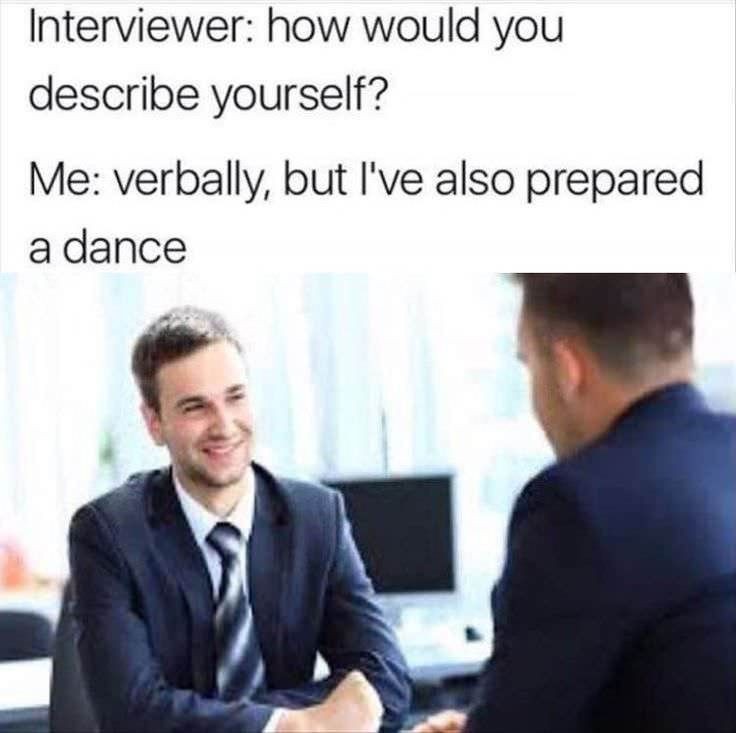 Interviewer: how would you
describe yourself?
Me: verbally, but I've also prepared
a dance